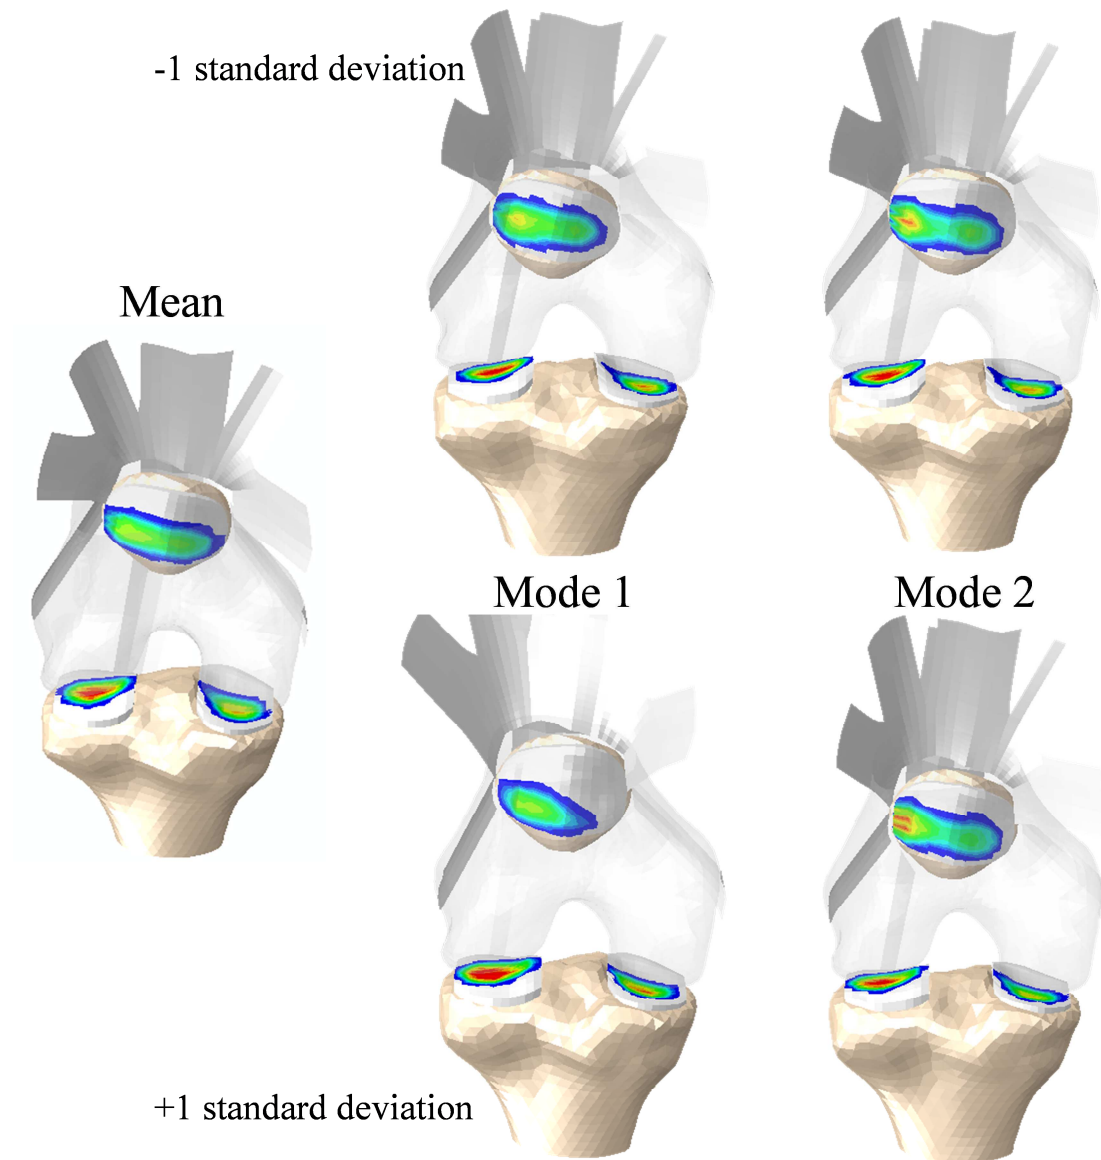 -1 standard deviation
Mean
Mode 1
Mode 2
+1 standard deviation